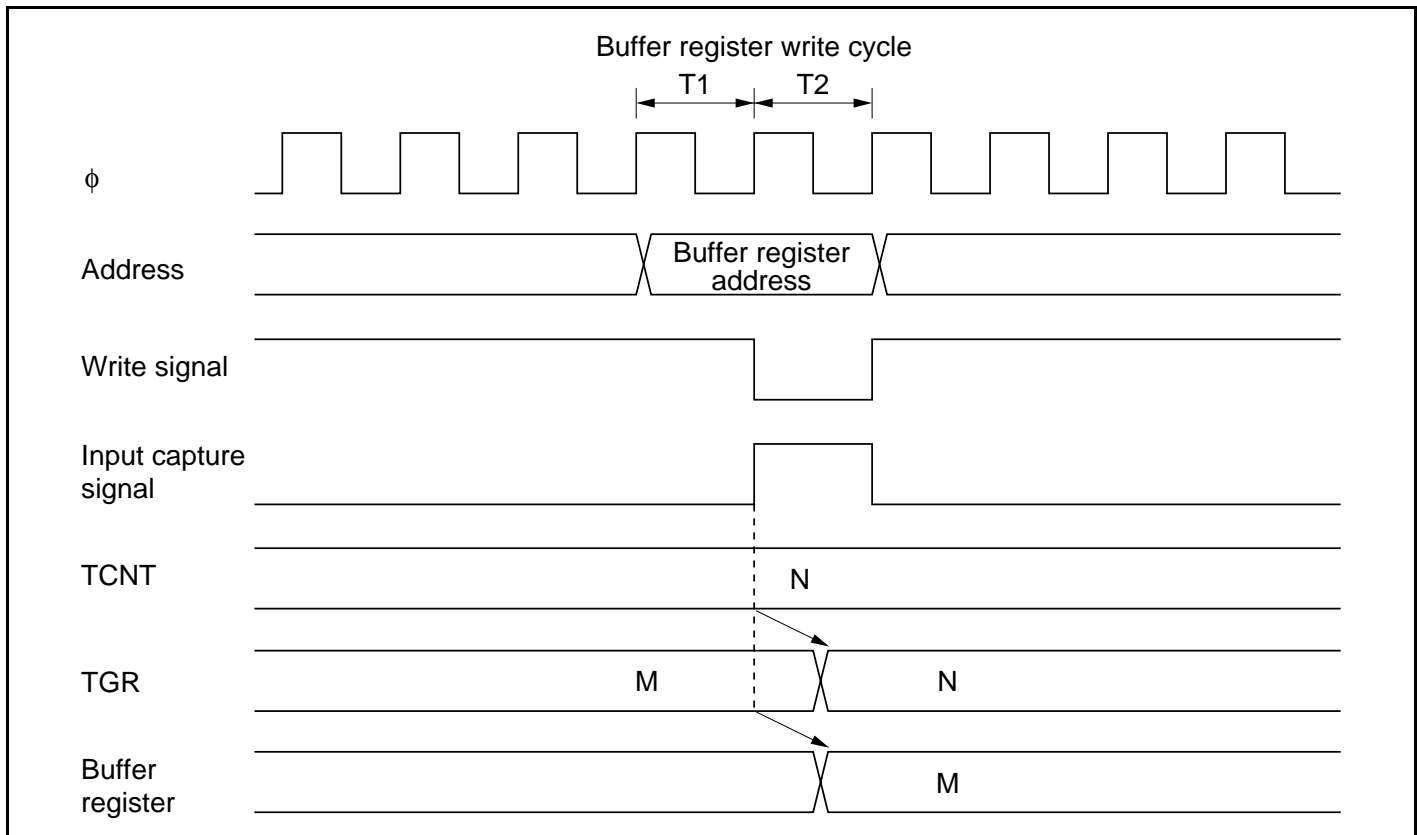 Buffer register write cycle
T1 T2
ϕ
Address
Buffer register
address
Write signal
Input capture
signal
TCNT
N
TGR
M N
Buffer
register
M